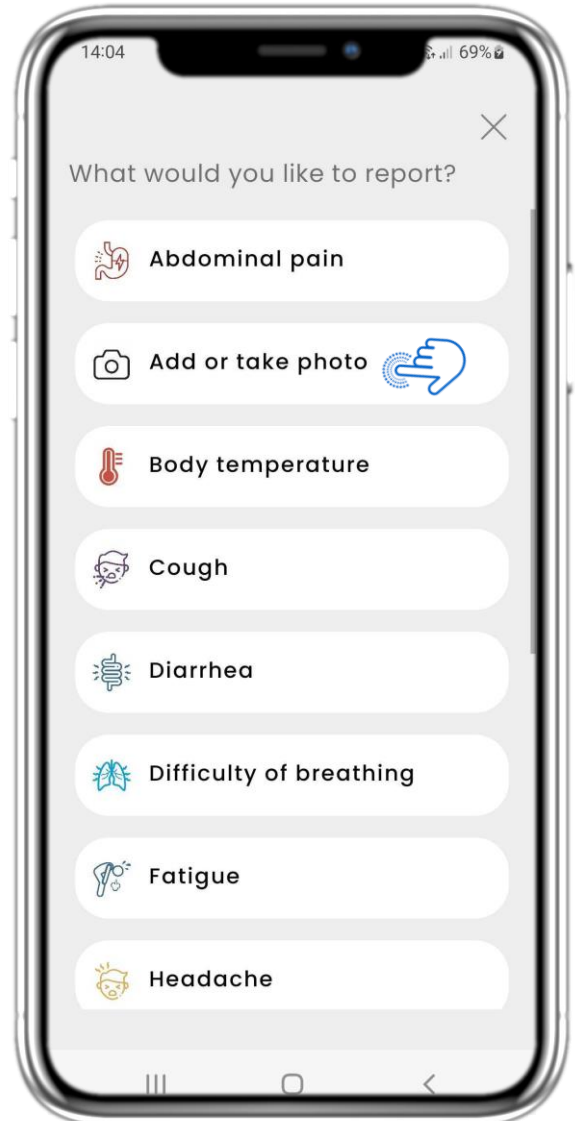 14:04
69%
What would you like to report?
Abdominal pain
Add or take photo
Body temperature
Cough
Diarrhea
Difficulty of breathing
Fatigue
Headache